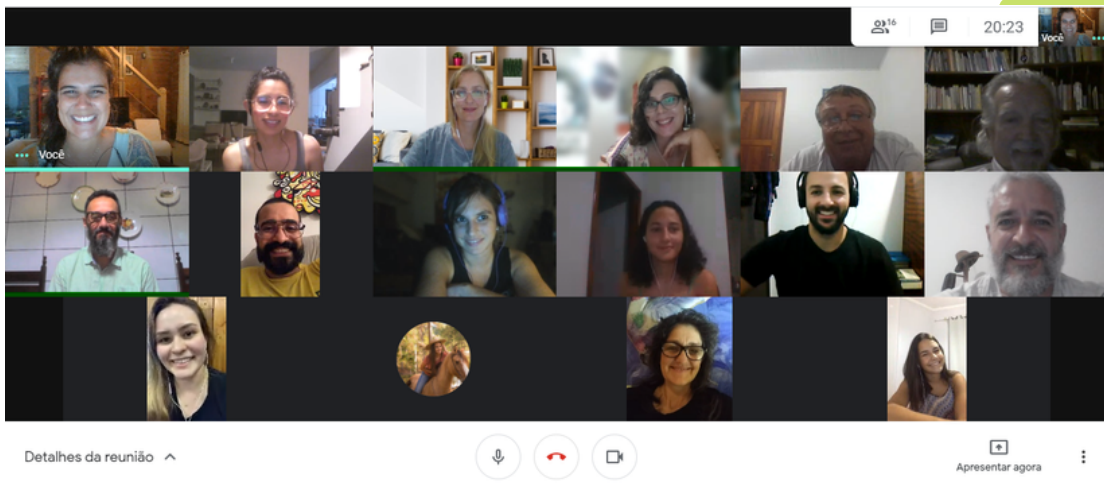 16
20:23
Você
Você
Detalhes da reunião
Apresentar agora